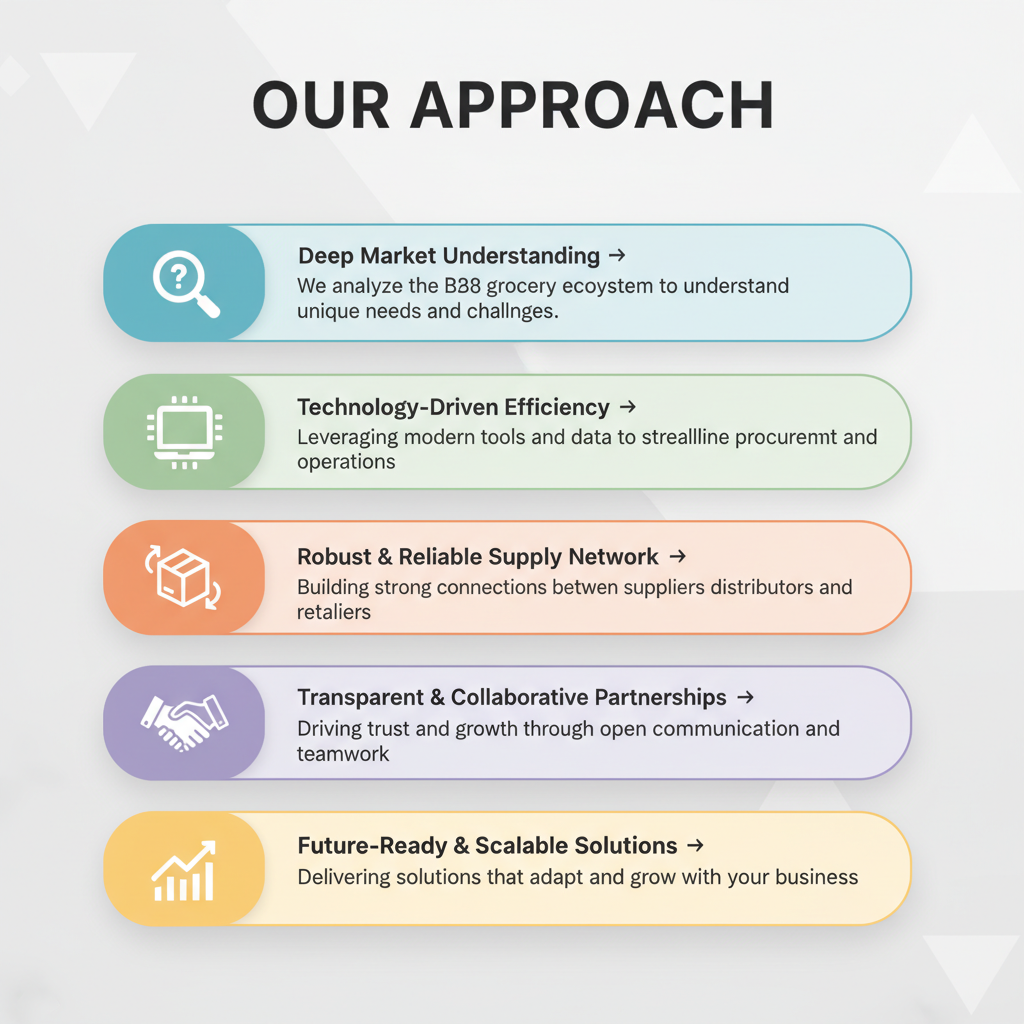 OUR APPROACH
Deep Market Understanding →
We analyze the B38 grocery ecoystem to understand
unique needs and challnges.
Technology-Driven Efficiency →
Leveraging modern tools and data to streallline procuremt and
operations
Robust & Reliable Supply Network →
Building strong connections betwen suppliers distributors and
retaliers
Transparent & Collaborative Partnerships →
Driving trust and growth through open communication and
teamwork
Future-Ready & Scalable Solutions →
Delivering solutions that adapt and grow with your business